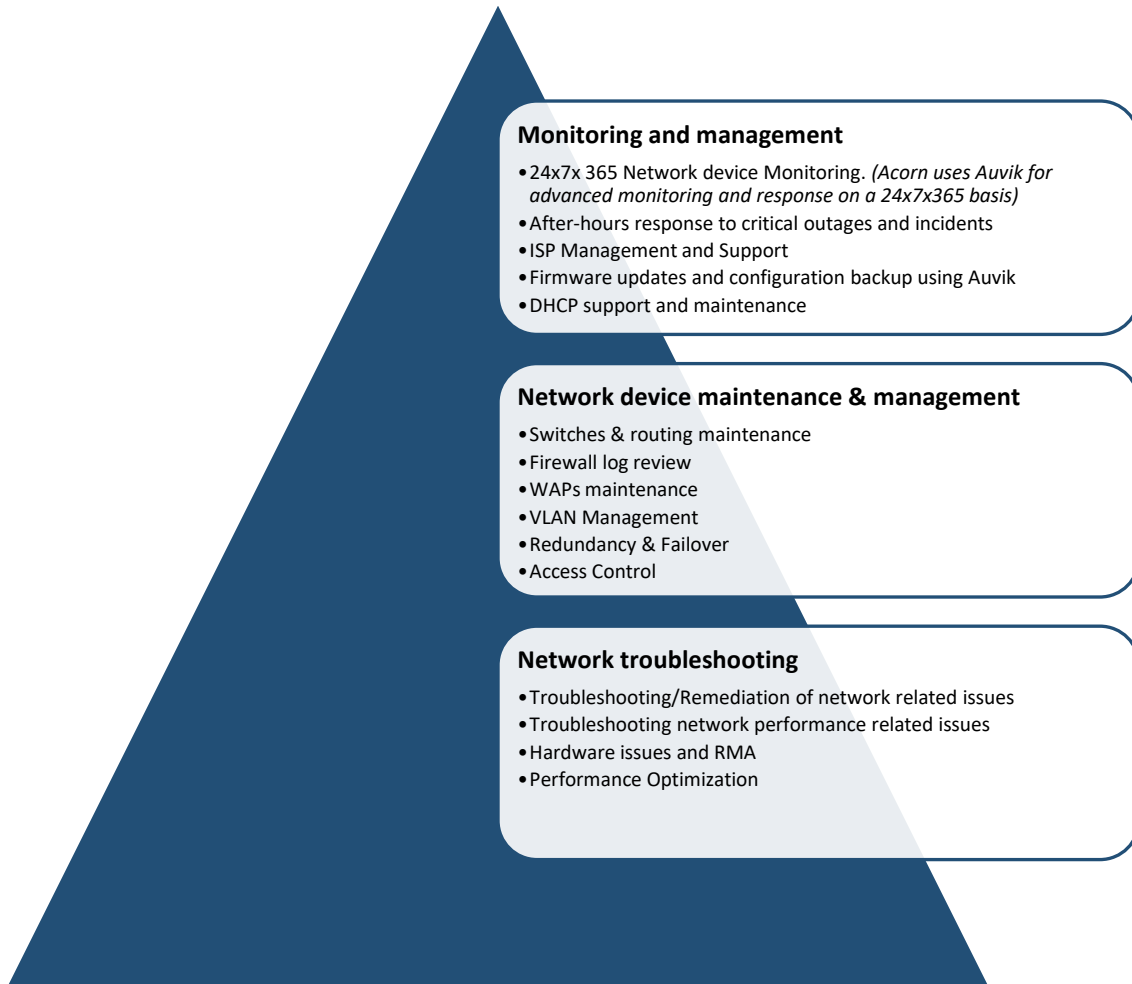 Monitoring and management
•24x7x 365 Network device Monitoring. (Acorn uses Auvik for
advanced monitoring and response on a 24x7x365 basis)
•After-hours response to critical outages and incidents
•ISP Management and Support
•Firmware updates and configuration backup using Auvik
•DHCP support and maintenance
Network device maintenance & management
•Switches & routing maintenance
•Firewall log review
•WAPs maintenance
•VLAN Management
•Redundancy & Failover
•Access Control
Network troubleshooting
•Troubleshooting/Remediation of network related issues
•Troubleshooting network performance related issues
•Hardware issues and RMA
•Performance Optimization